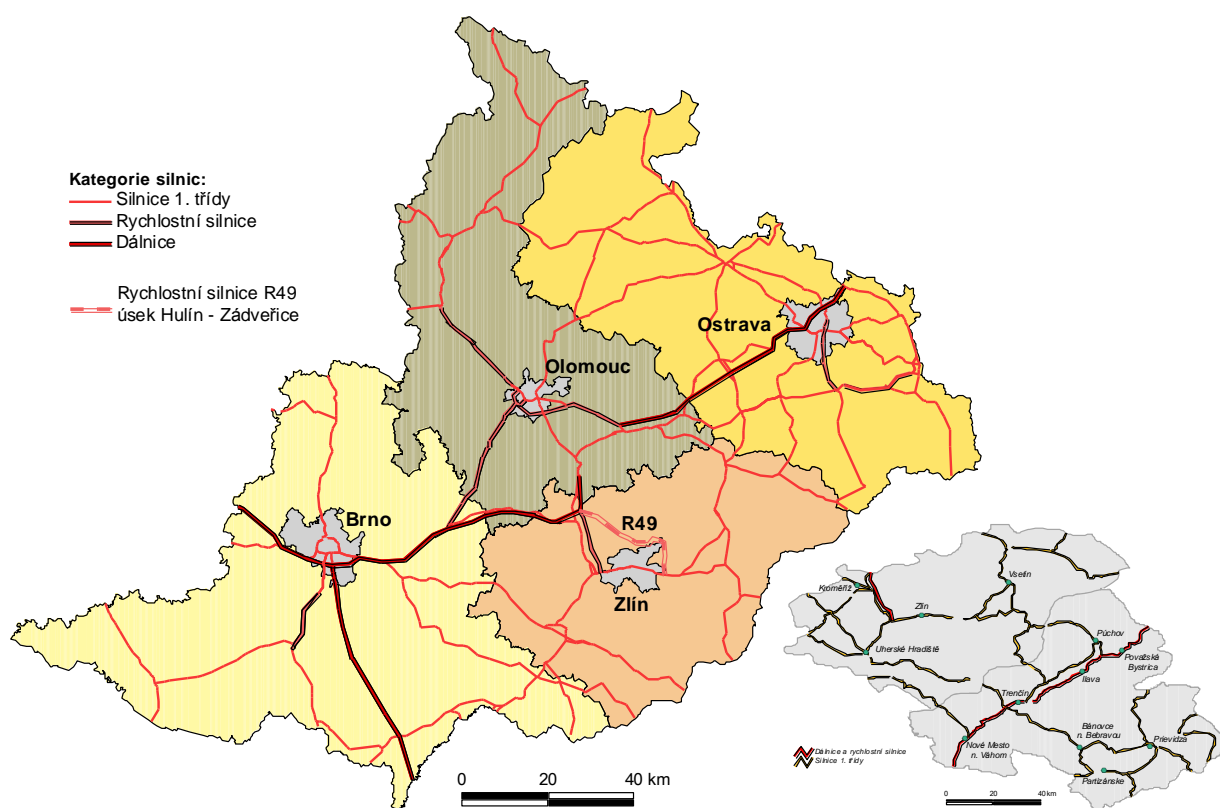 Kategorie silnic:
Silnice 1. třídy
Rychlostní silnice
Dálnice
Rychlostní silnice R49
úsek Hulín - Zádveřice
Ostrava
Olomouc
Brno
R49
Zlín
0 20 40 km
Vsetín
Kroměříž
Zlín
Púchov
Uherské Hradiště
Považská
Bystrica
Ilava
Trenčín
Bánovce
n. Bebravou
Prievidza
Nové Mesto
n. Váhom
Partizánske
Dálnice a rychlostní silnice
Silnice 1. třídy
0 20 40 km